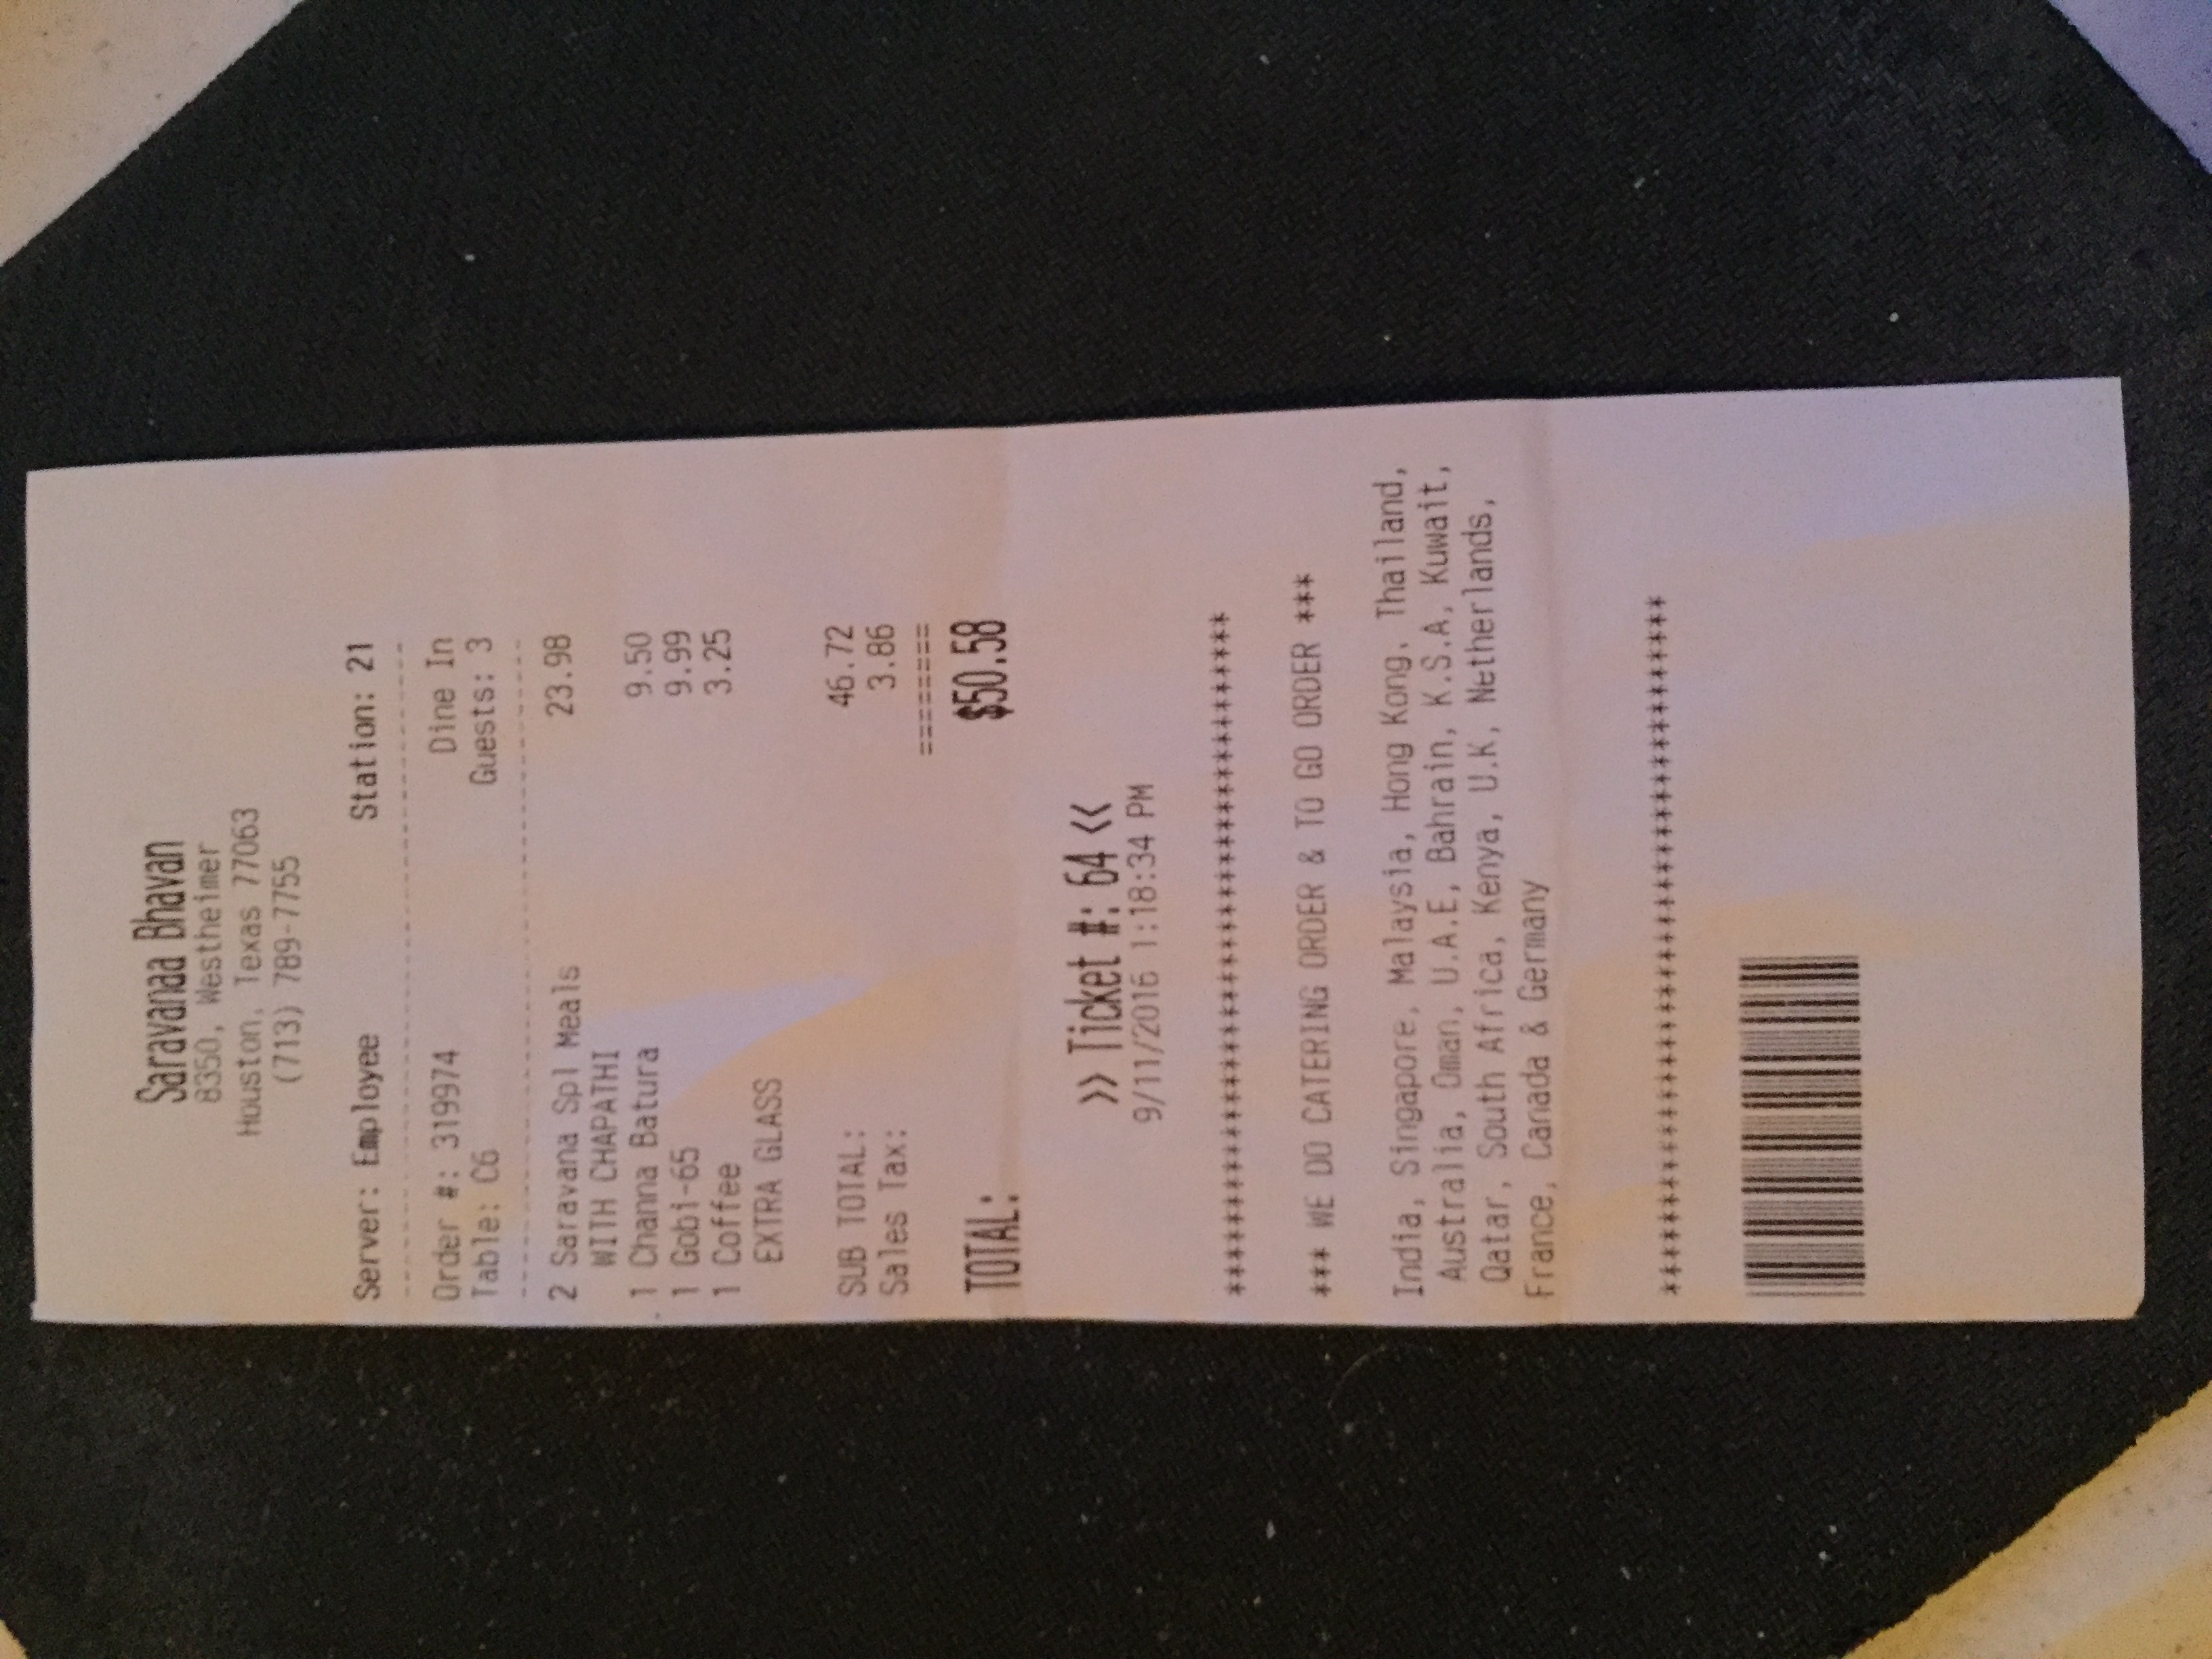 Saravanaa Bhavan
8350, Westheimer
Houston, Texas 77063
(713) 789-7755
Server: Employee Station: 21
----------------------------------------
Order #: 319974 Dine In
Table: C6 Guests: 3
----------------------------------------
2 Saravana Spl Meals 23.98
WITH CHAPATHI
1 Channa Batura 9.50
1 Gobi-65 9.99
1 Coffee 3.25
EXTRA GLASS
SUB TOTAL: 46.72
Sales Tax: 3.86
========
TOTAL: $50.58
>> Ticket #: 64 <<
9/11/2016 1:18:34 PM
****************************************
*** WE DO CATERING ORDER & TO GO ORDER ***
India, Singapore, Malaysia, Hong Kong, Thailand,
Australia, Oman, U.A.E, Bahrain, K.S.A, Kuwait,
Qatar, South Africa, Kenya, U.K, Netherlands,
France, Canada & Germany
****************************************